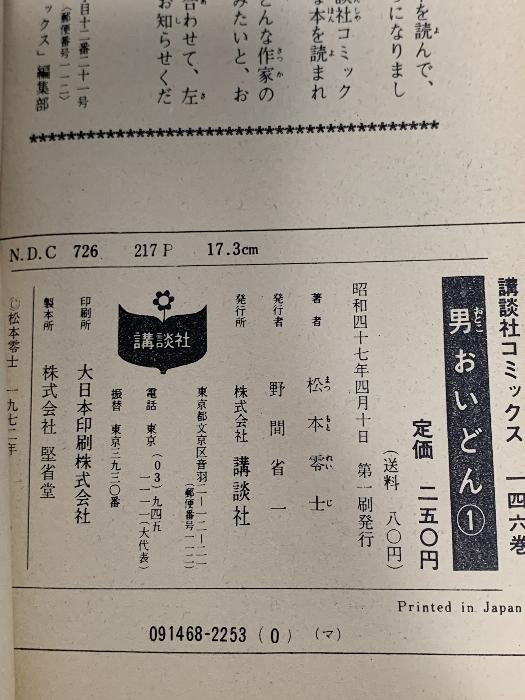 を読んで、
りになりまし
談社コミック
な本を読まれ
どんな作家の
みたいと、お
合わせて、左
お知らせくだ
目十二番二十一号
(郵便番号一一二)
ックス」編集部
N.D.C 726 217P 17.3cm
講談社コミックス 一四六巻
男おいどん①
定価 二五〇円
(送料 八〇円)
昭和四十七年四月十日 第一刷発行
著者 松本零士
発行者 野間省一
発行所 株式会社 講談社
東京都文京区音羽二—一二—二一
(郵便番号一一二)
電話 東京(03)九四五
一一一一(大代表)
振替 東京三九三〇番
講談社
印刷所 大日本印刷株式会社
製本所 株式会社 堅省堂
松本零士 一九七二年
Printed in Japan
091468-2253(0) (マ)